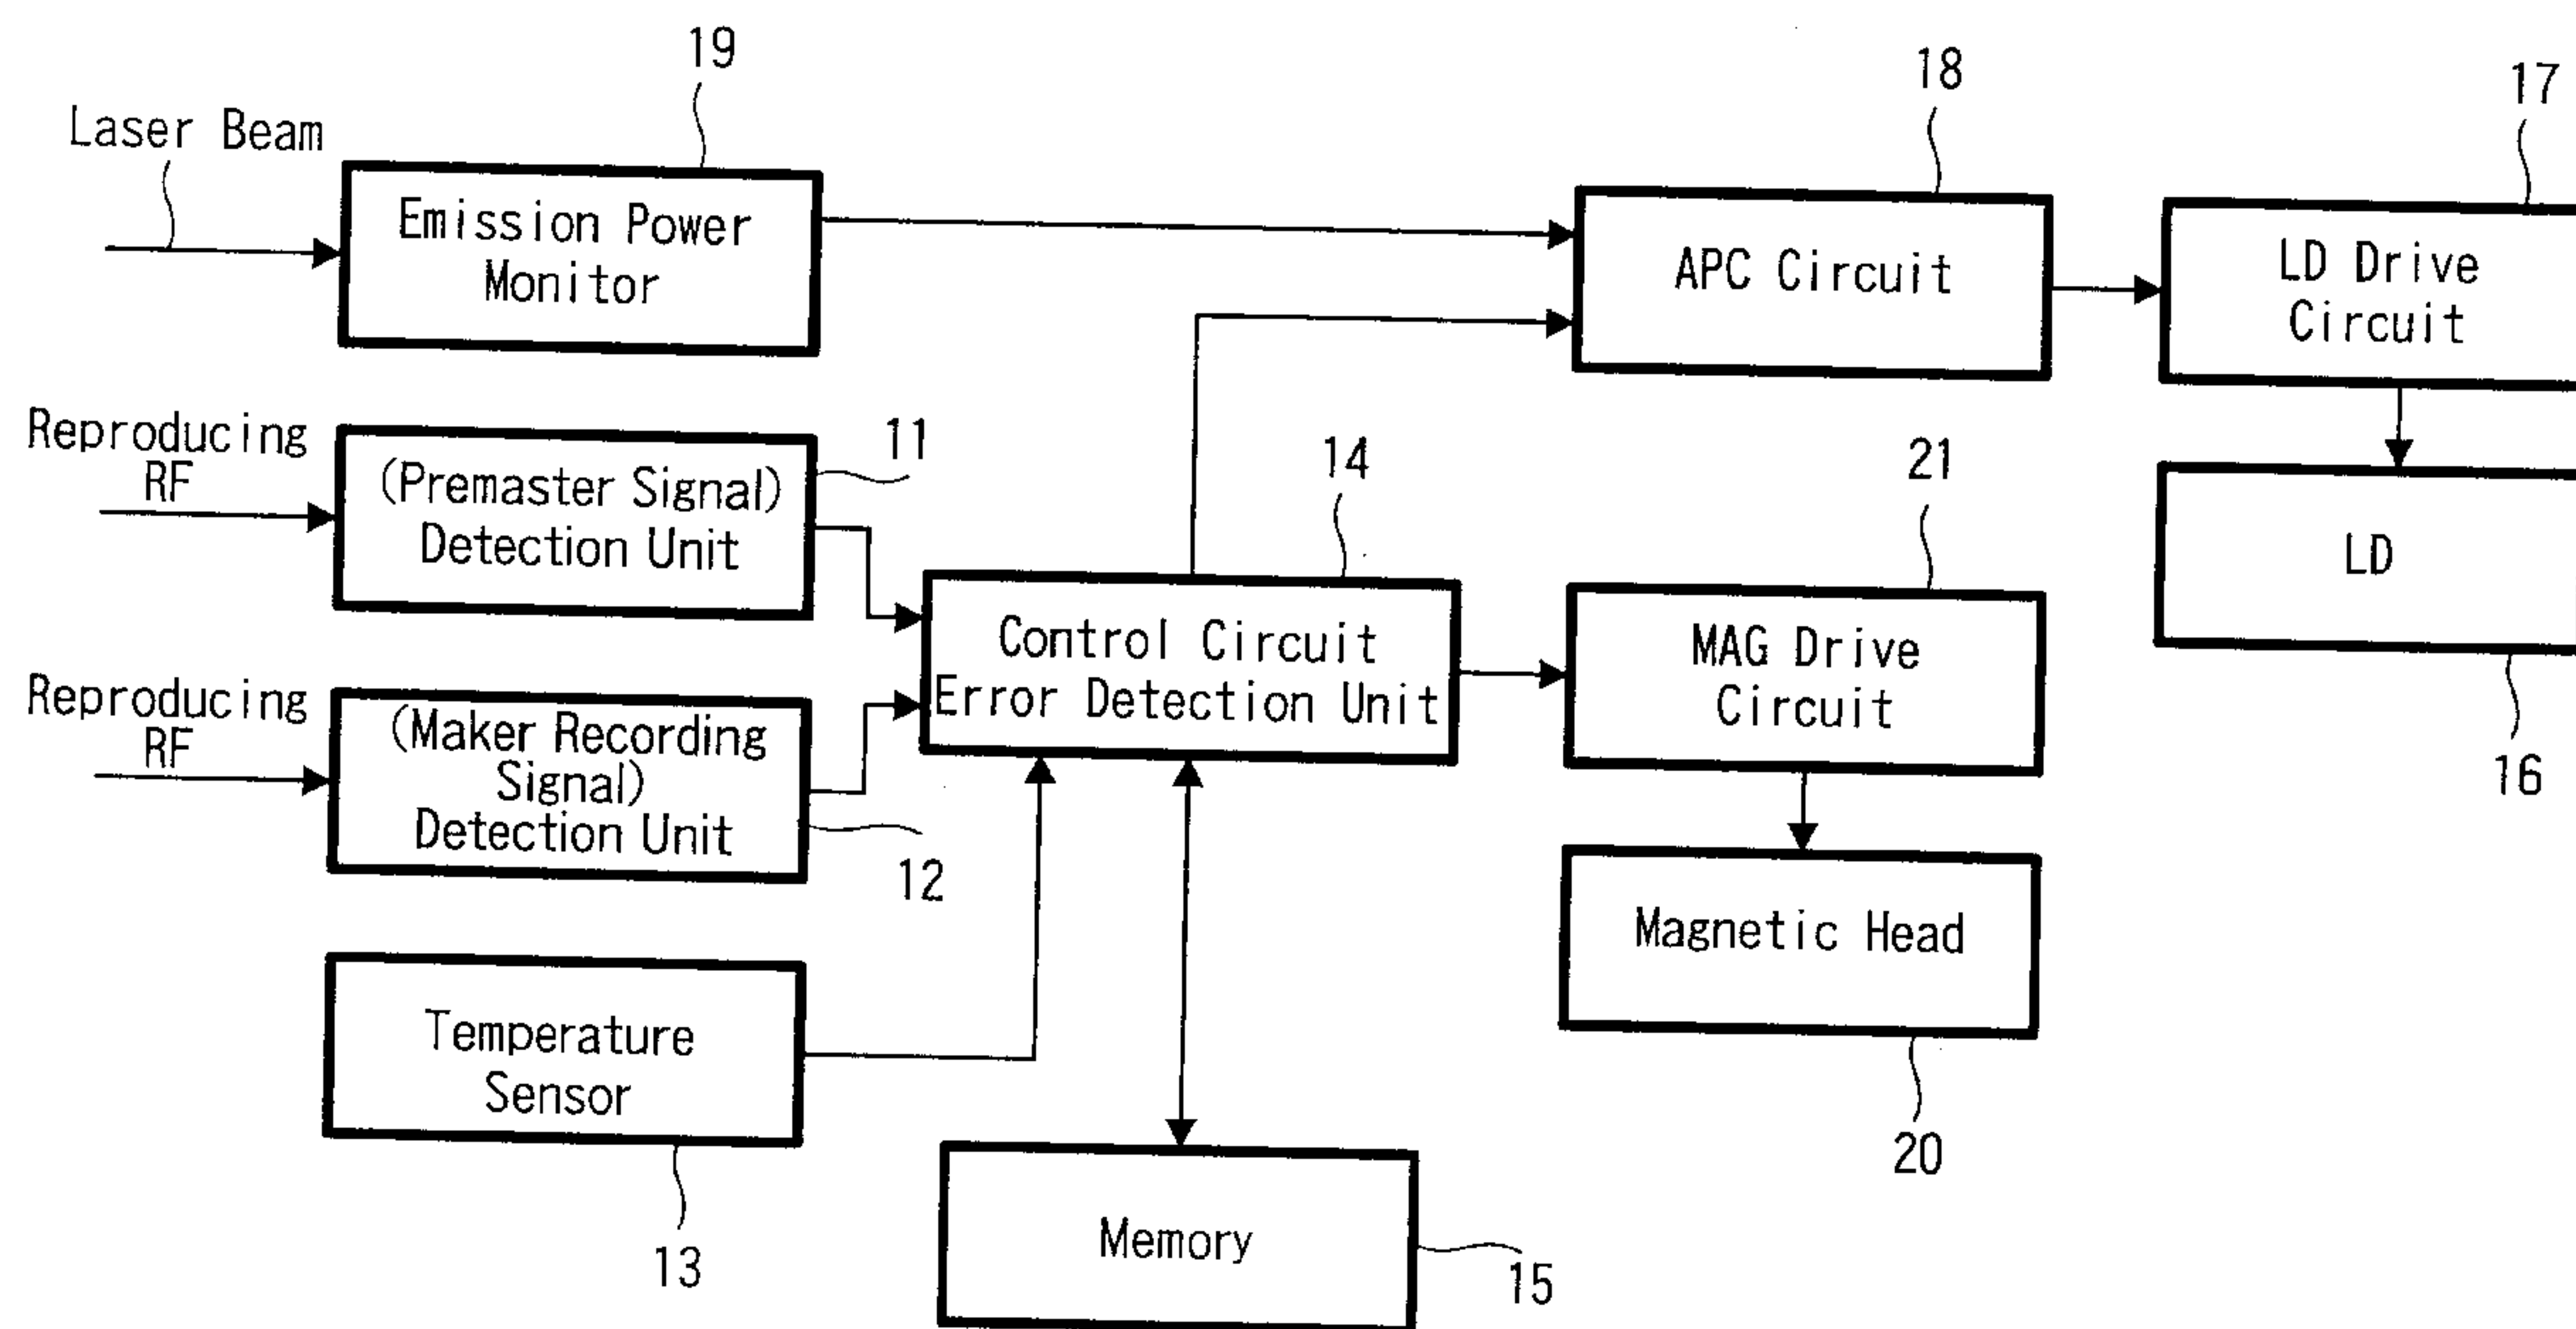 19
18
17
Laser Beam
Emission Power
Monitor
APC Circuit
LD Drive
Circuit
Reproducing
RF
(Premaster Signal)
Detection Unit
11
14
21
LD
16
Control Circuit
Error Detection Unit
MAG Drive
Circuit
Reproducing
RF
(Maker Recording
Signal)
Detection Unit
12
Magnetic Head
20
Temperature
Sensor
13
Memory
15